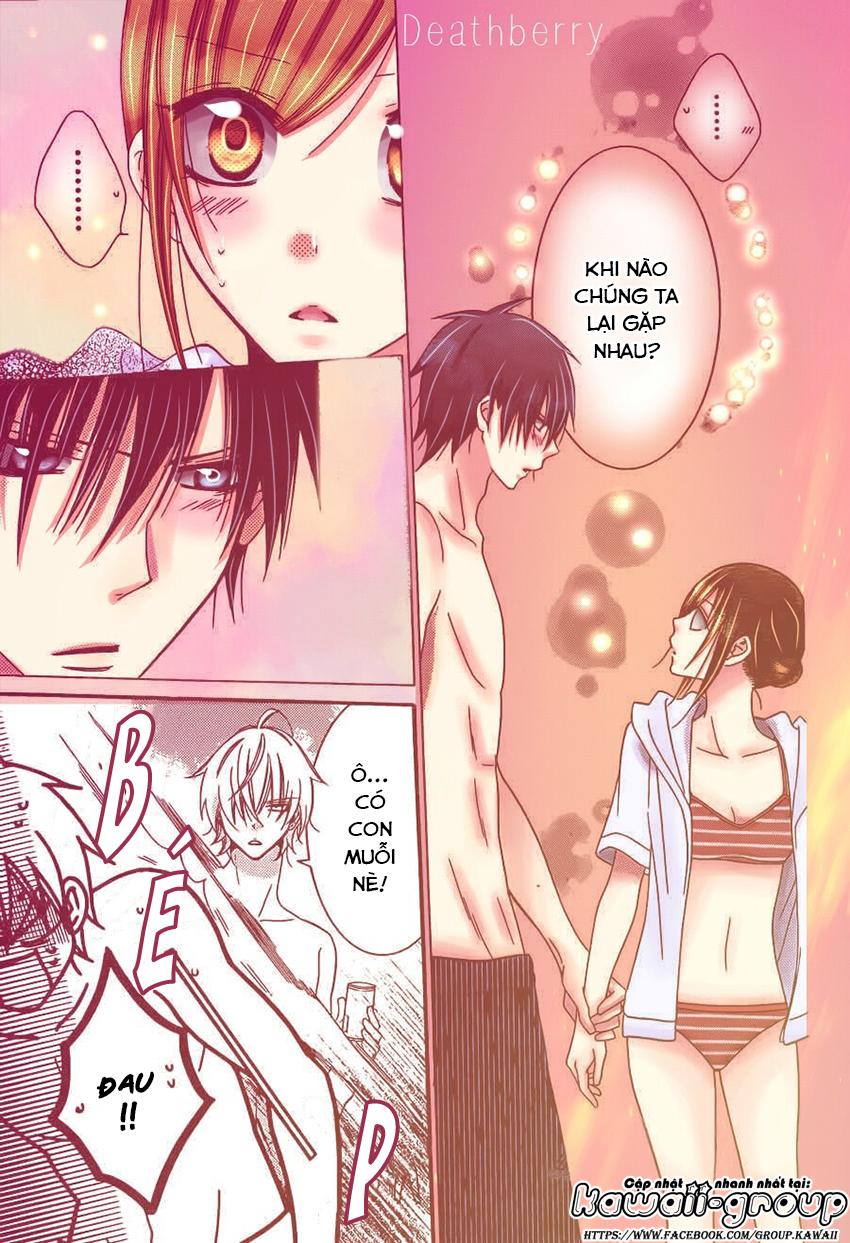 Deathberry
........
KHI NÀO
CHÚNG TA
LẠI GẶP
NHAU?
........
Ô...
CÓ
CON
MUỖI
NÈ!
BÉP
ĐAU
!!
Cập nhật nhanh nhất tại:
kawaii-group
HTTPS://WWW.FACEBOOK.COM/GROUP.KAWAII